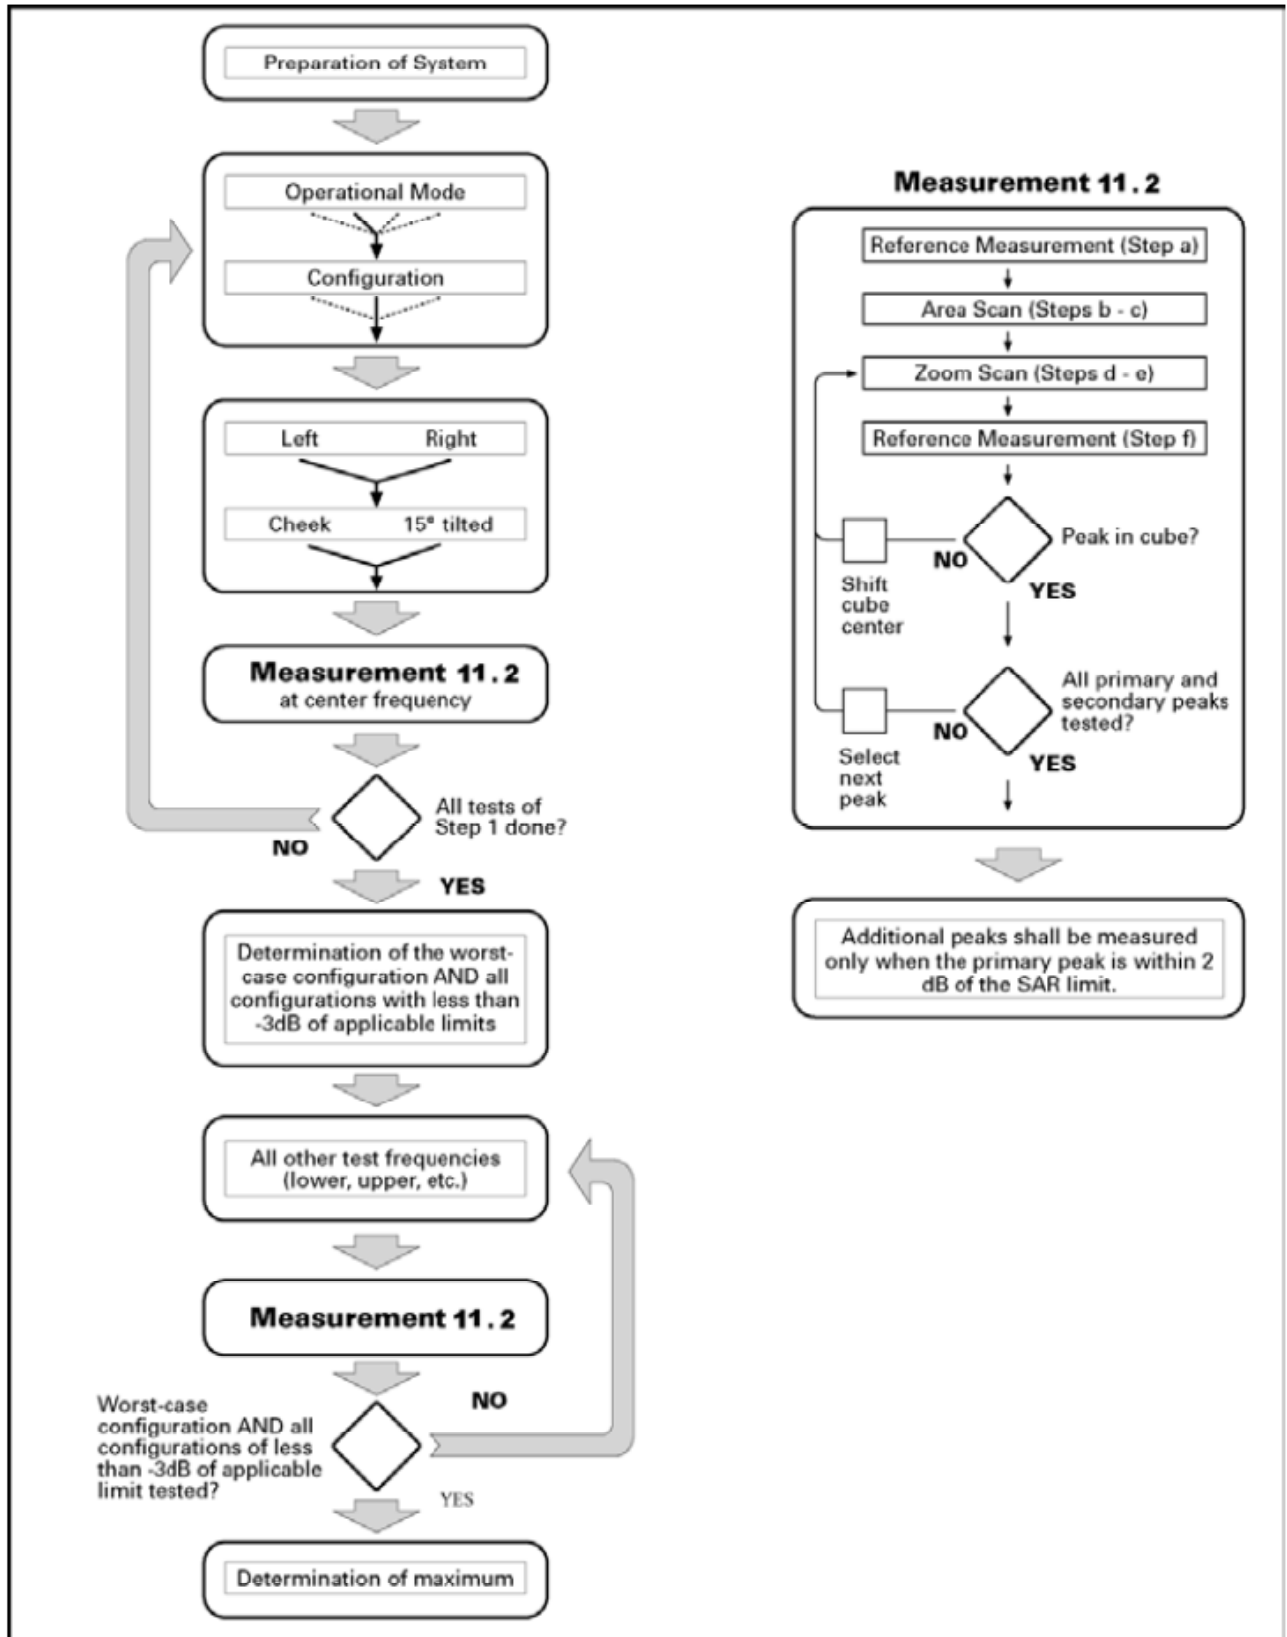 Preparation of System
Operational Mode
Configuration
Left Right
Cheek 15° tilted
Measurement 11.2
at center frequency
All tests of
Step 1 done?
NO
YES
Determination of the worst-
case configuration AND all
configurations with less than
-3dB of applicable limits
All other test frequencies
(lower, upper, etc.)
Measurement 11.2
Worst-case
configuration AND all
configurations of less
than -3dB of applicable
limit tested?
NO
YES
Determination of maximum
Measurement 11.2
Reference Measurement (Step a)
Area Scan (Steps b - c)
Zoom Scan (Steps d - e)
Reference Measurement (Step f)
Peak in cube?
NO
YES
Shift
cube
center
All primary and
secondary peaks
tested?
NO
YES
Select
next
peak
Additional peaks shall be measured
only when the primary peak is within 2
dB of the SAR limit.